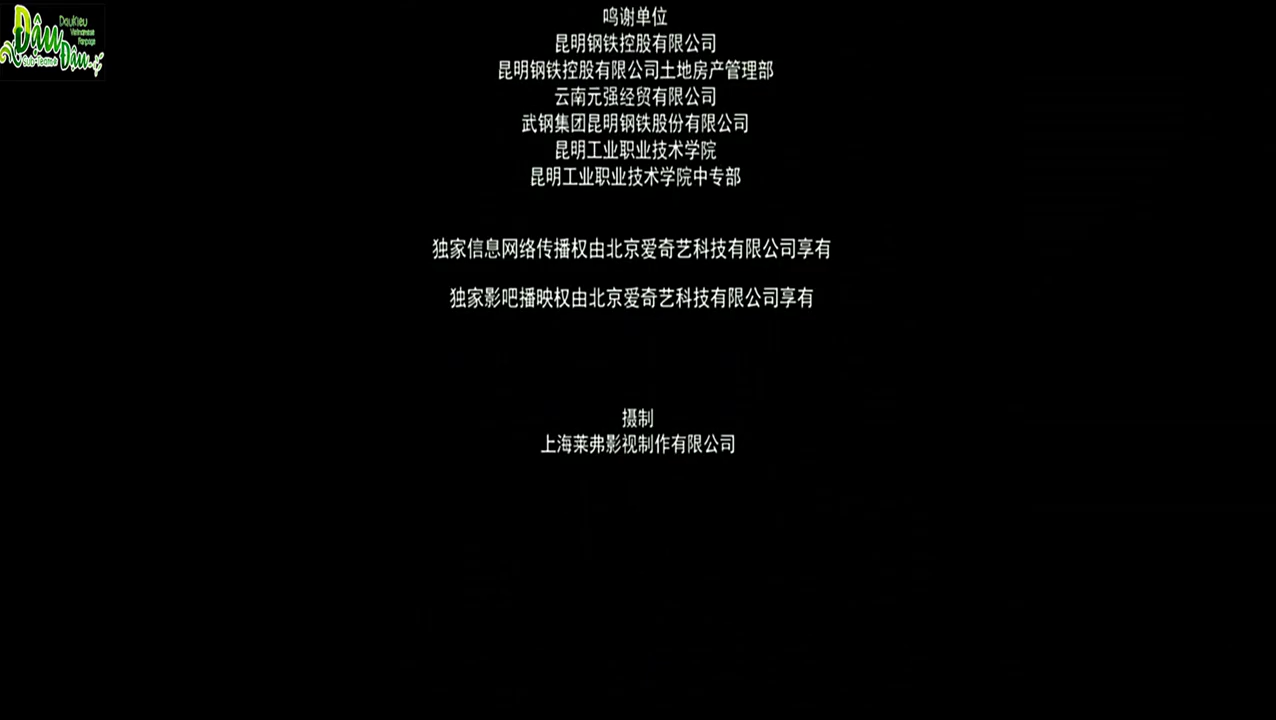 DauKieu
Vietnamese
Fanpage
Đậu
Đậu
Sub-Team
鸣谢单位
昆明钢铁控股有限公司
昆明钢铁控股有限公司土地房产管理部
云南元强经贸有限公司
武钢集团昆明钢铁股份有限公司
昆明工业职业技术学院
昆明工业职业技术学院中专部
独家信息网络传播权由北京爱奇艺科技有限公司享有
独家影吧播映权由北京爱奇艺科技有限公司享有
摄制
上海莱弗影视制作有限公司